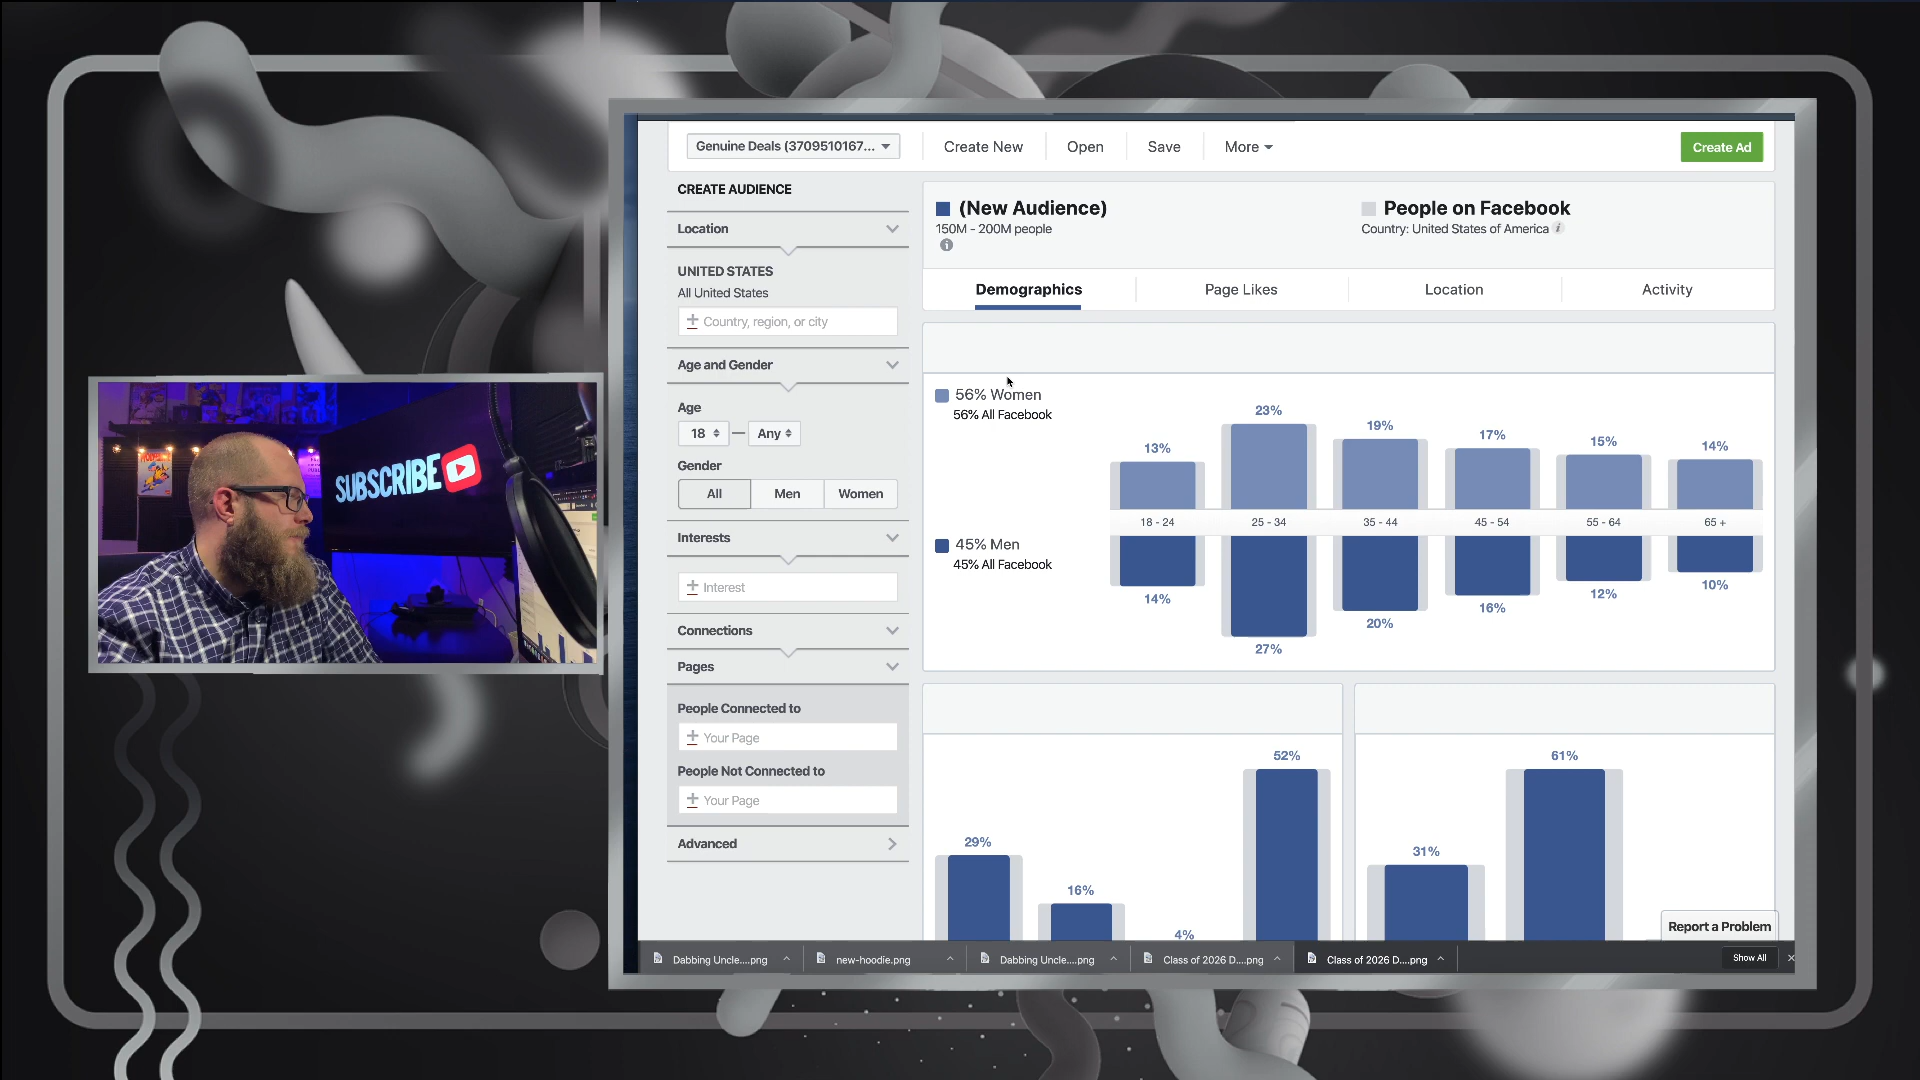 Genuine Deals (3709510167...
Create New
Open
Save
More
Create Ad
CREATE AUDIENCE
Location
UNITED STATES
All United States
Country, region, or city
Age and Gender
Age
18 — Any
Gender
All
Men
Women
Interests
Interest
Connections
Pages
People Connected to
Your Page
People Not Connected to
Your Page
Advanced
(New Audience)
150M - 200M people
People on Facebook
Country: United States of America
Demographics
Page Likes
Location
Activity
56% Women
56% All Facebook
13%
23%
19%
17%
15%
14%
18 - 24
25 - 34
35 - 44
45 - 54
55 - 64
65 +
45% Men
45% All Facebook
14%
27%
20%
16%
12%
10%
29%
16%
4%
52%
31%
61%
Report a Problem
Dabbing Uncle....png
new-hoodie.png
Dabbing Uncle....png
Class of 2026 D....png
Class of 2026 D....png
Show All
SUBSCRIBE